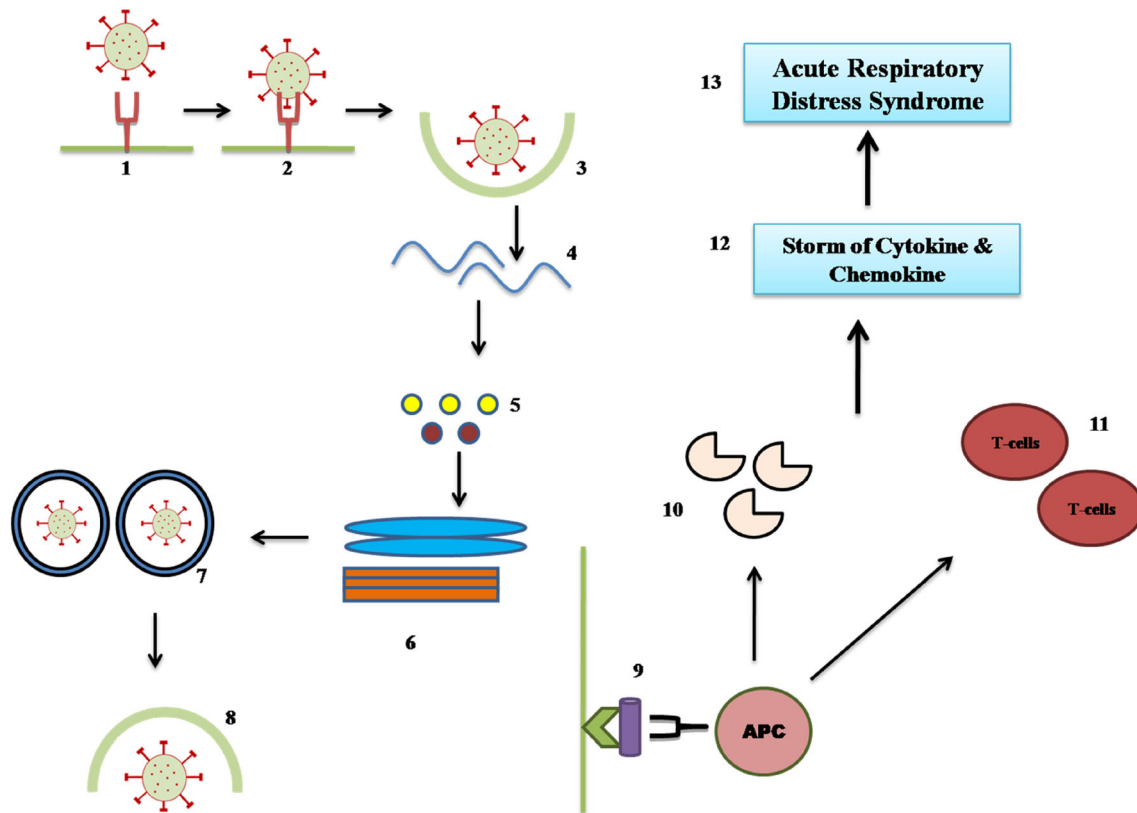 1
2
3
4
5
6
7
8
9
APC
10
11
T-cells
T-cells
12
Storm of Cytokine &
Chemokine
13
Acute Respiratory
Distress Syndrome